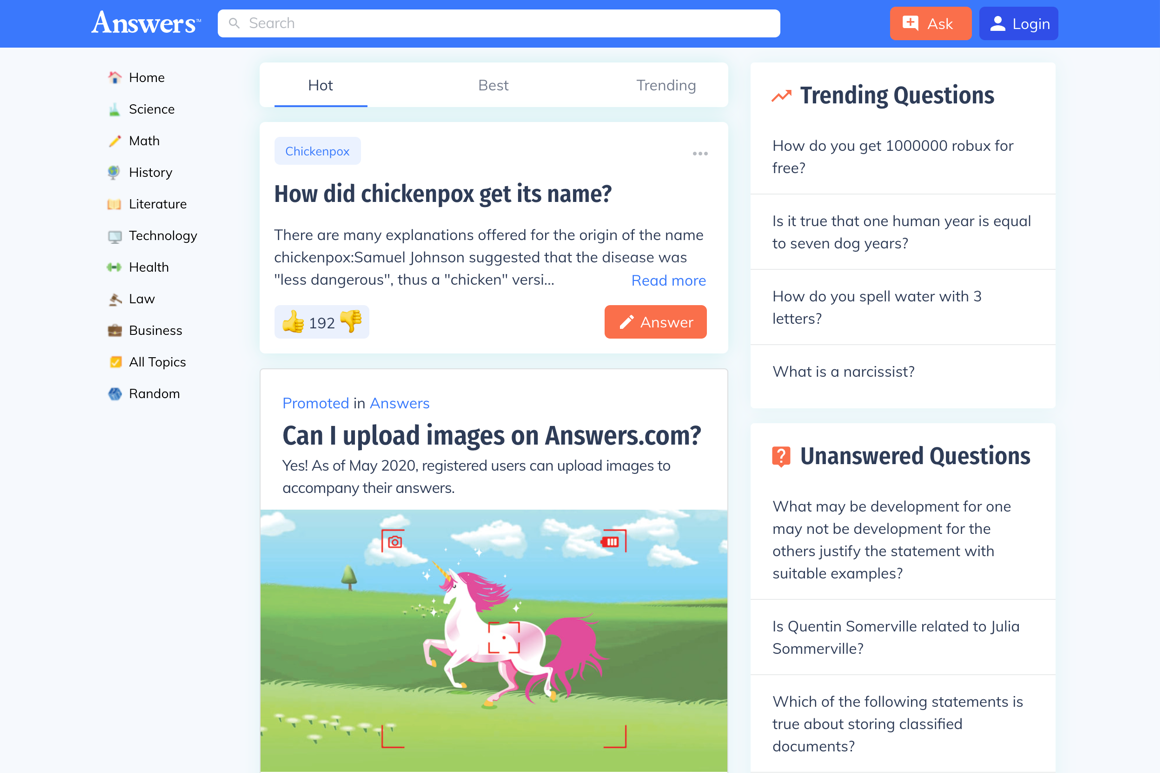 Answers™
Search
Ask
Login
Home
Science
Math
History
Literature
Technology
Health
Law
Business
All Topics
Random
Hot
Best
Trending
Chickenpox
How did chickenpox get its name?
There are many explanations offered for the origin of the name
chickenpox:Samuel Johnson suggested that the disease was
"less dangerous", thus a "chicken" versi...
Read more
192
Answer
Promoted in Answers
Can I upload images on Answers.com?
Yes! As of May 2020, registered users can upload images to
accompany their answers.
Trending Questions
How do you get 1000000 robux for
free?
Is it true that one human year is equal
to seven dog years?
How do you spell water with 3
letters?
What is a narcissist?
Unanswered Questions
What may be development for one
may not be development for the
others justify the statement with
suitable examples?
Is Quentin Somerville related to Julia
Sommerville?
Which of the following statements is
true about storing classified
documents?